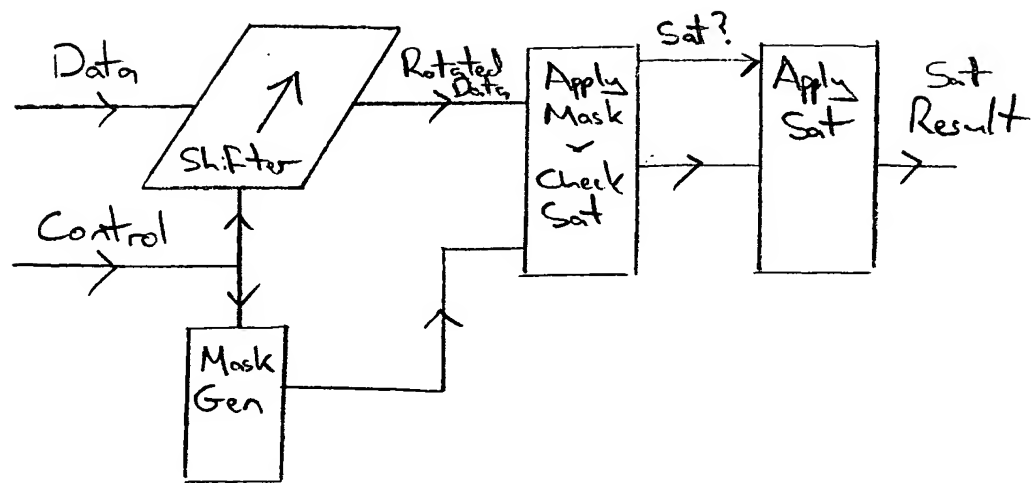 Data
Shifter
Rotated
Data
Control
Mask
Gen
Apply
Mask
Check
Sat
Sat?
Apply
Sat
Sat
Result